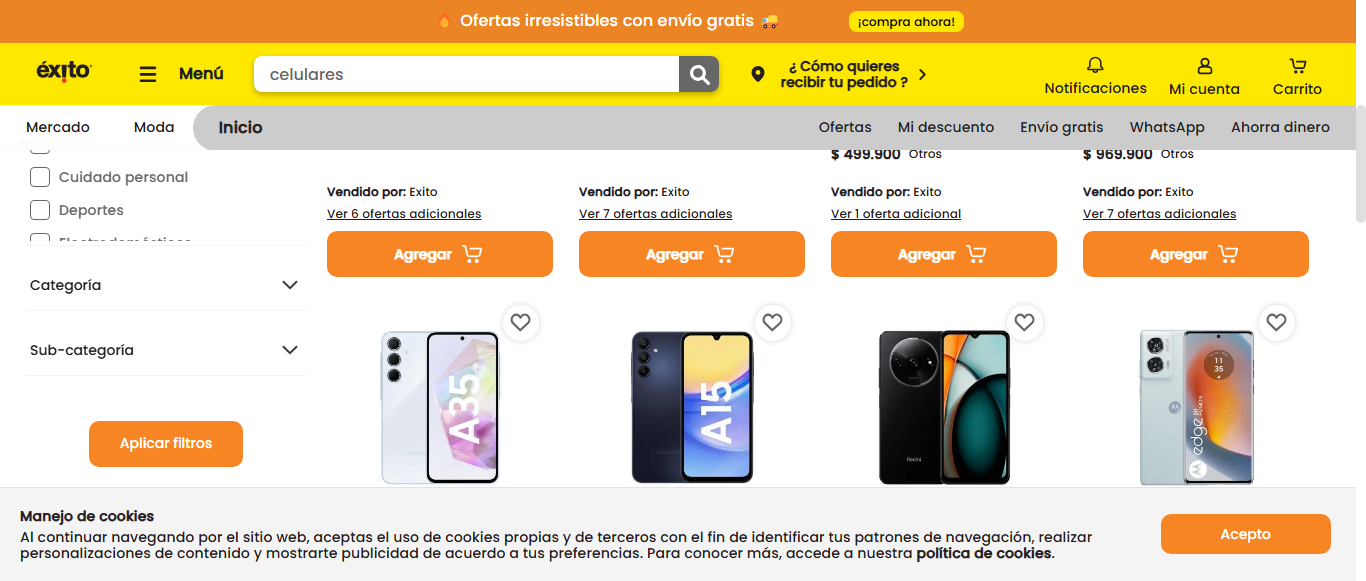 Ofertas irresistibles con envío gratis
¡compra ahora!
éxito
Menú
celulares
¿ Cómo quieres
recibir tu pedido ?
Notificaciones
Mi cuenta
Carrito
Mercado
Moda
Inicio
Ofertas
Mi descuento
Envío gratis
WhatsApp
Ahorra dinero
$ 499.900 Otros
$ 969.900 Otros
Cuidado personal
Deportes
Electrodomésticos
Categoría
Sub-categoría
Aplicar filtros
Vendido por: Exito
Ver 6 ofertas adicionales
Agregar
Vendido por: Exito
Ver 7 ofertas adicionales
Agregar
Vendido por: Exito
Ver 1 oferta adicional
Agregar
Vendido por: Exito
Ver 7 ofertas adicionales
Agregar
A35
A15
Redmi
11
35
edge 50 FUSION
Manejo de cookies
Al continuar navegando por el sitio web, aceptas el uso de cookies propias y de terceros con el fin de identificar tus patrones de navegación, realizar
personalizaciones de contenido y mostrarte publicidad de acuerdo a tus preferencias. Para conocer más, accede a nuestra política de cookies.
Acepto